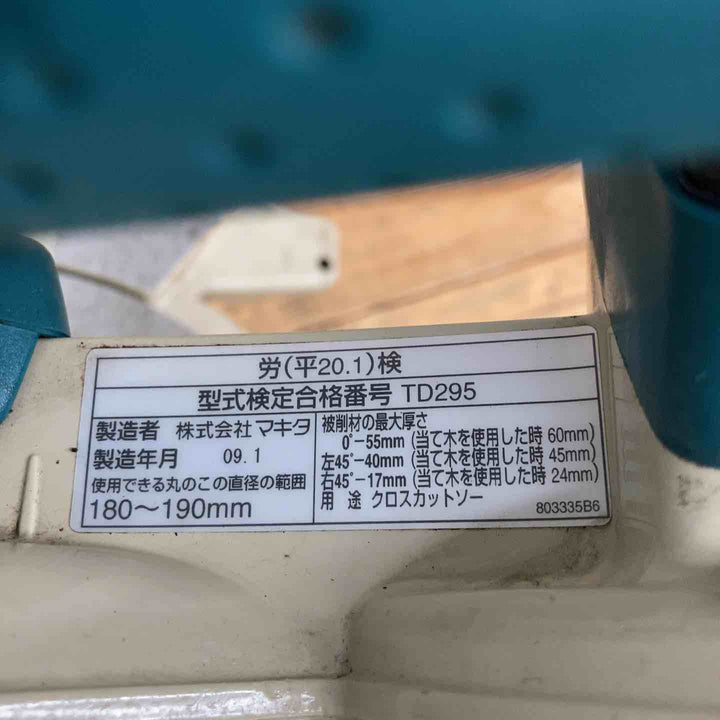 労(平20.1)検
型式検定合格番号 TD295
製造者 株式会社 マキタ
製造年月 09.1
使用できる丸のこの直径の範囲
180～190mm
被削材の最大厚さ
0°-55mm (当て木を使用した時 60mm)
左45°-40mm (当て木を使用した時 45mm)
右45°-17mm (当て木を使用した時 24mm)
用 途 クロスカットソー
803335B6